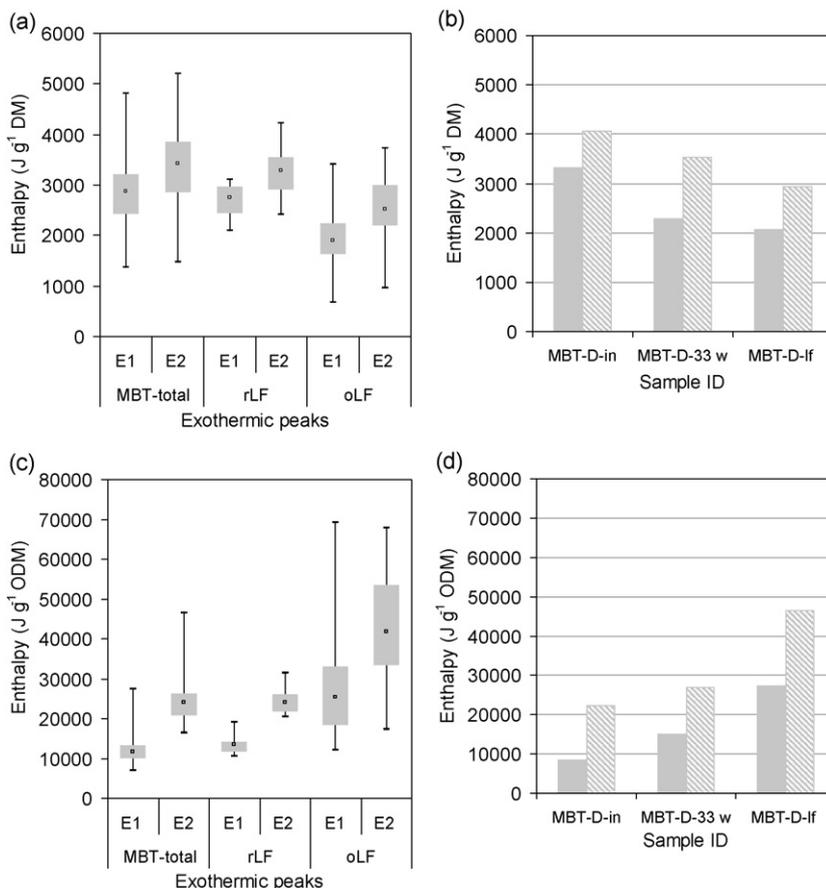 (a)
Enthalpy (J g⁻¹ DM)
6000
5000
4000
3000
2000
1000
0
E1 E2 E1 E2 E1 E2
MBT-total rLF oLF
Exothermic peaks
(b)
Enthalpy (J g⁻¹ DM)
6000
5000
4000
3000
2000
1000
0
MBT-D-in MBT-D-33 w MBT-D-lf
Sample ID
(c)
Enthalpy (J g⁻¹ ODM)
80000
70000
60000
50000
40000
30000
20000
10000
0
E1 E2 E1 E2 E1 E2
MBT-total rLF oLF
Exothermic peaks
(d)
Enthalpy (J g⁻¹ ODM)
80000
70000
60000
50000
40000
30000
20000
10000
0
MBT-D-in MBT-D-33 w MBT-D-lf
Sample ID